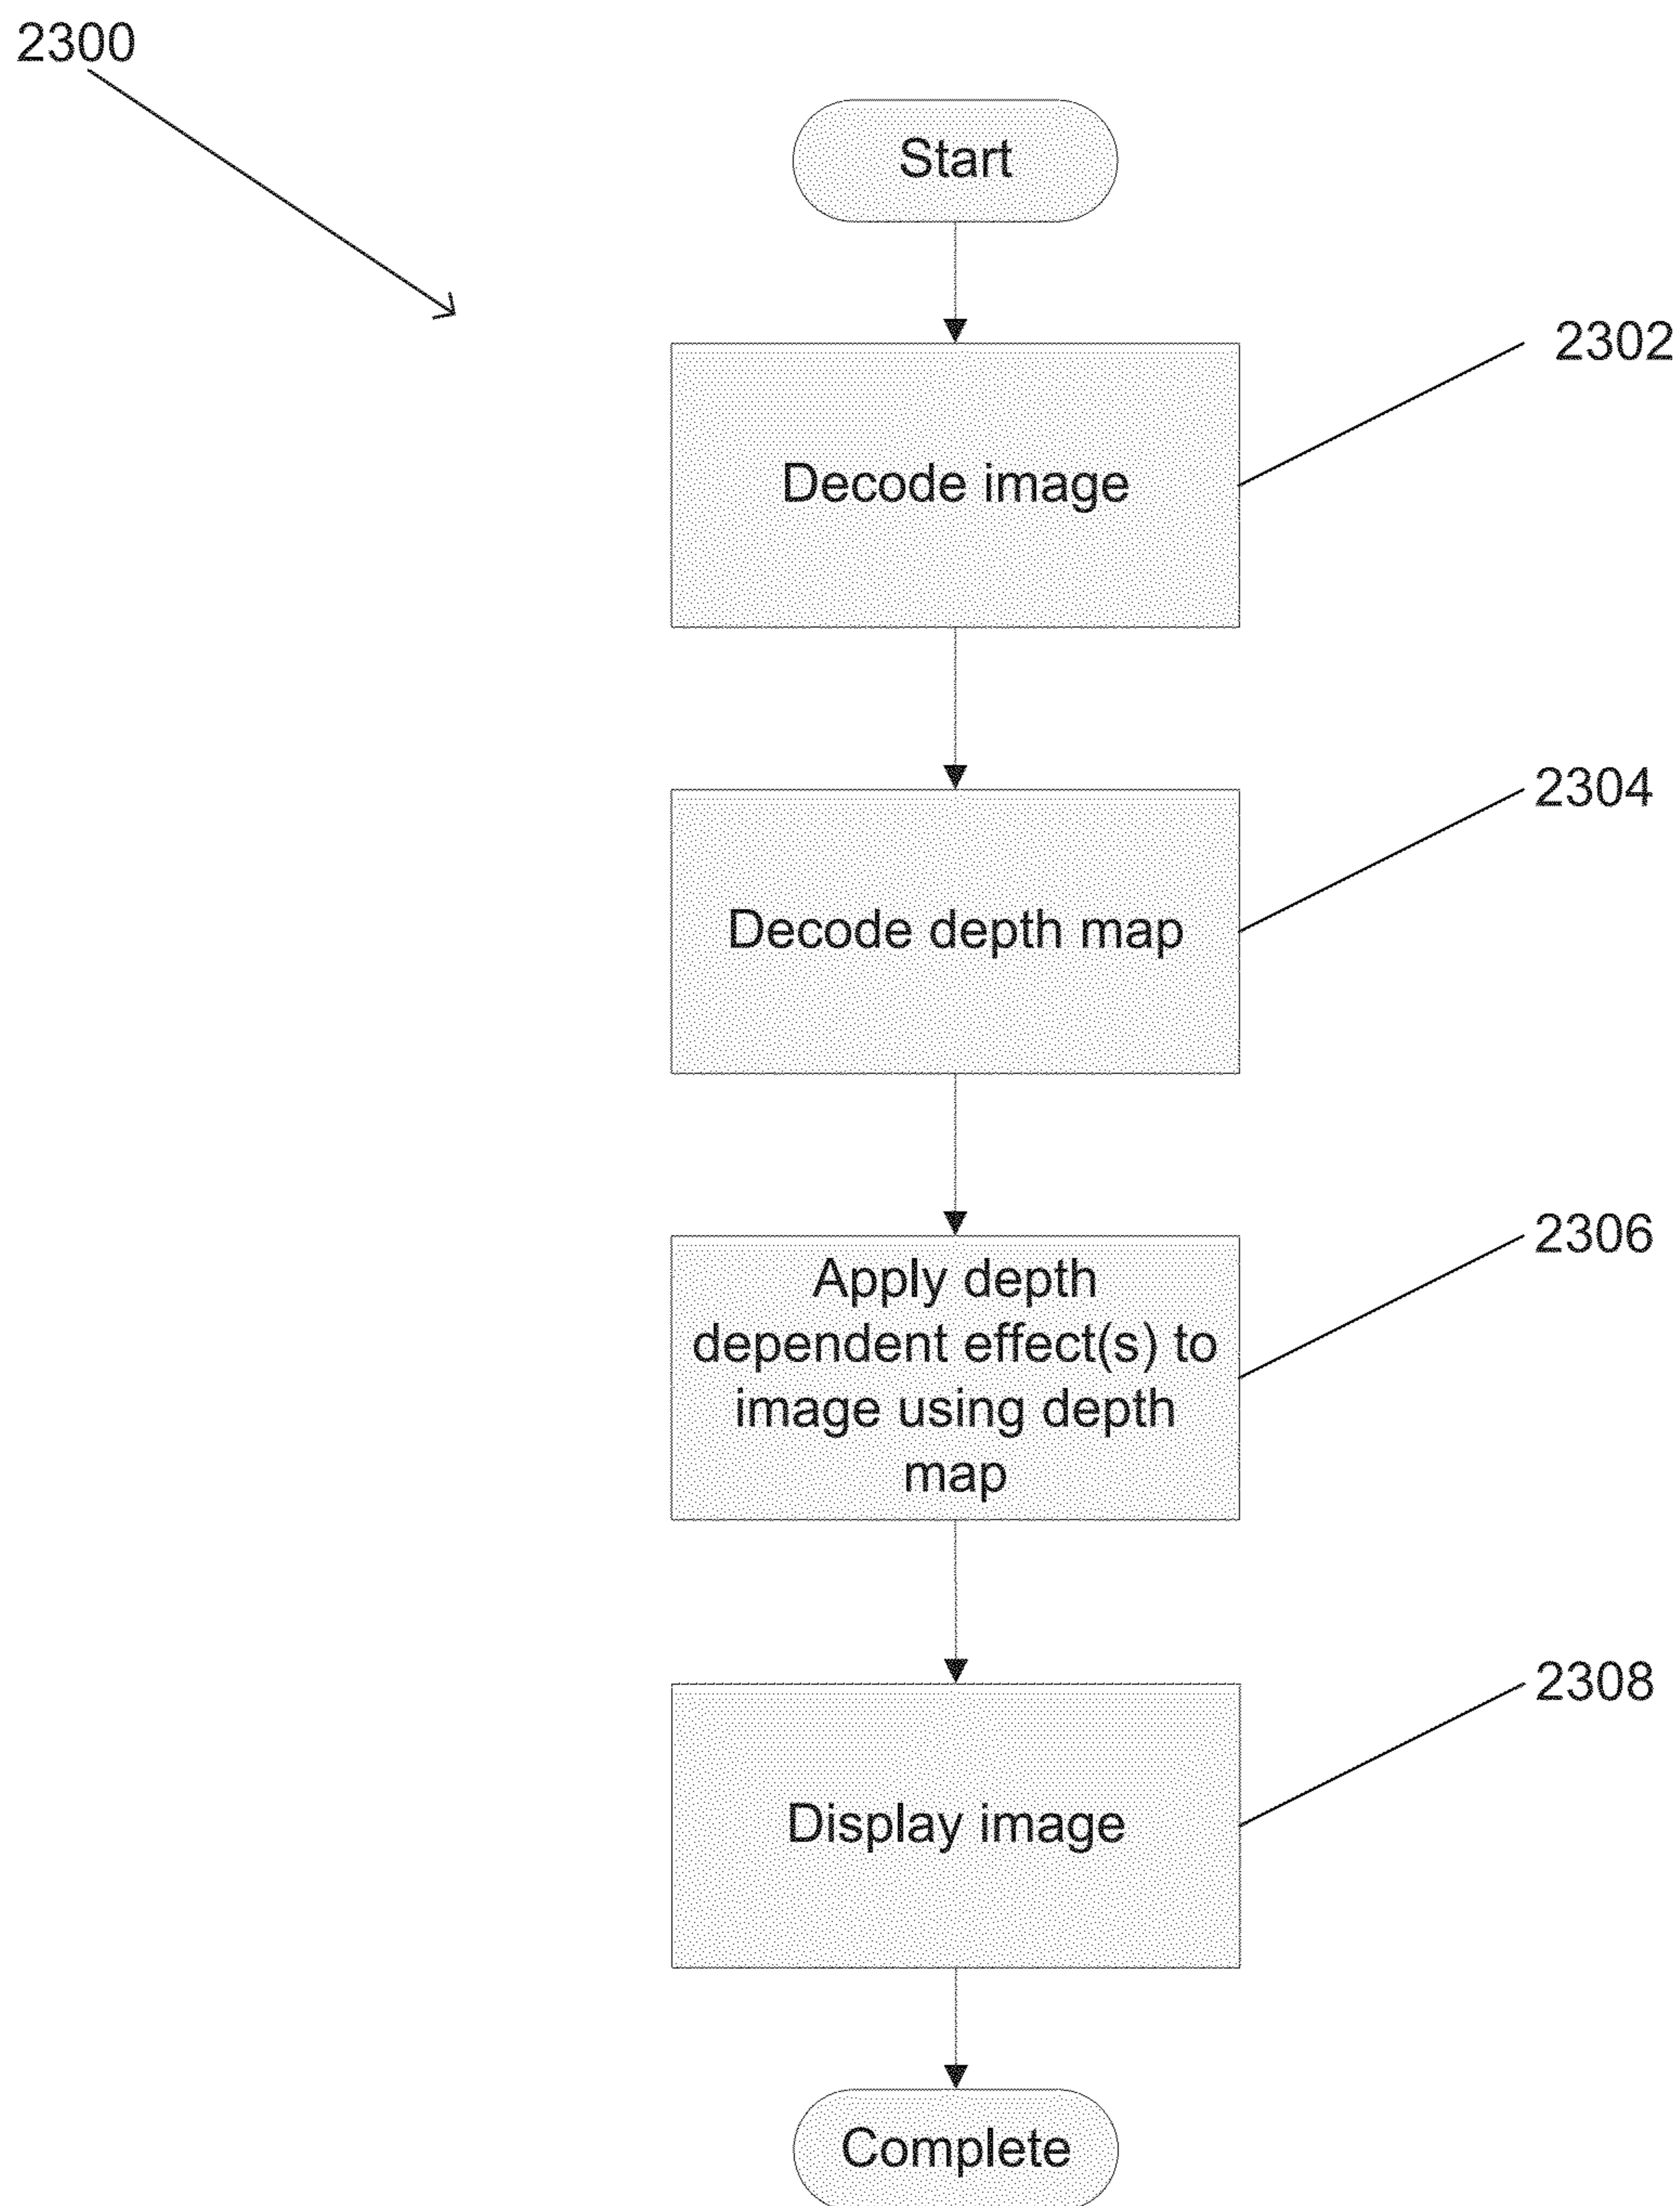 2300
Start
2302
Decode image
2304
Decode depth map
2306
Apply depth
dependent effect(s) to
image using depth
map
2308
Display image
Complete